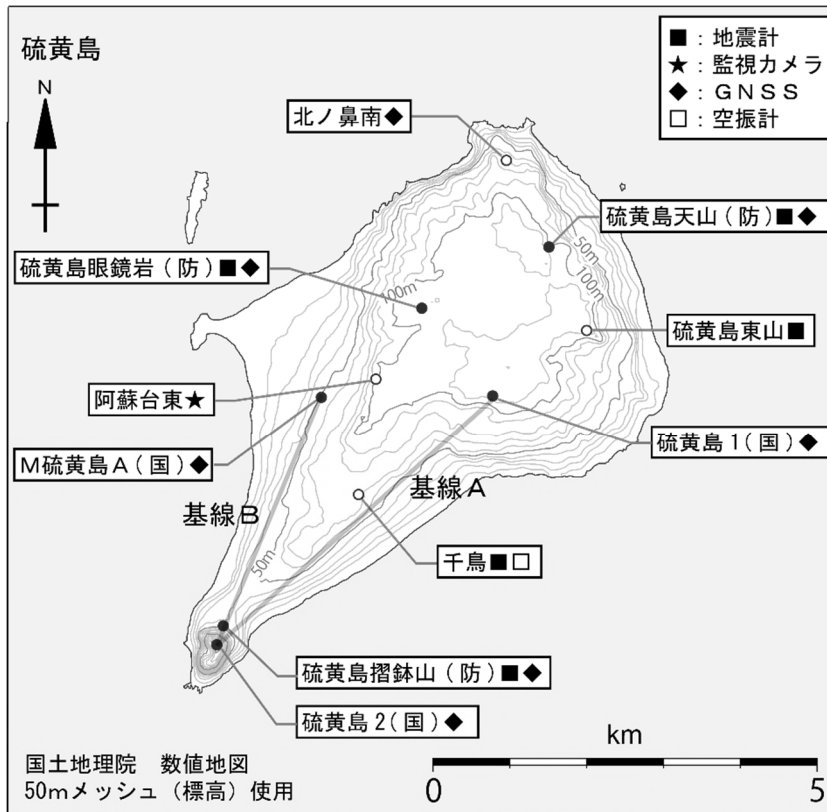 硫黄島
N
■：地震計
★：監視カメラ
◆：ＧＮＳＳ
□：空振計
北ノ鼻南◆
硫黄島天山（防）■◆
硫黄島眼鏡岩（防）■◆
50m
100m
100m
硫黄島東山■
阿蘇台東★
硫黄島1(国)◆
M硫黄島A(国)◆
基線A
基線B
50m
千鳥■□
硫黄島摺鉢山（防）■◆
硫黄島2(国)◆
km
0
5
国土地理院　数値地図
50mメッシュ（標高）使用